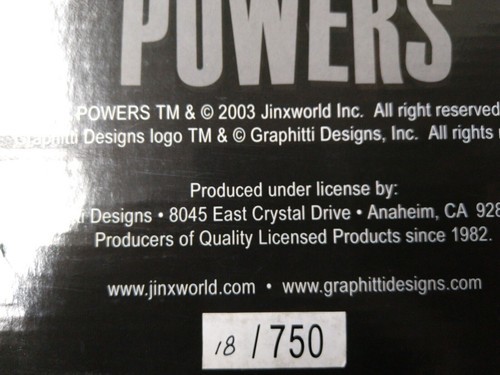 POWERS
POWERS TM & © 2003 Jinxworld Inc. All right reserved
Graphitti Designs logo TM & © Graphitti Designs, Inc. All rights
Produced under license by:
Designs • 8045 East Crystal Drive • Anaheim, CA 928
Producers of Quality Licensed Products since 1982.
www.jinxworld.com • www.graphittidesigns.com
18 / 750